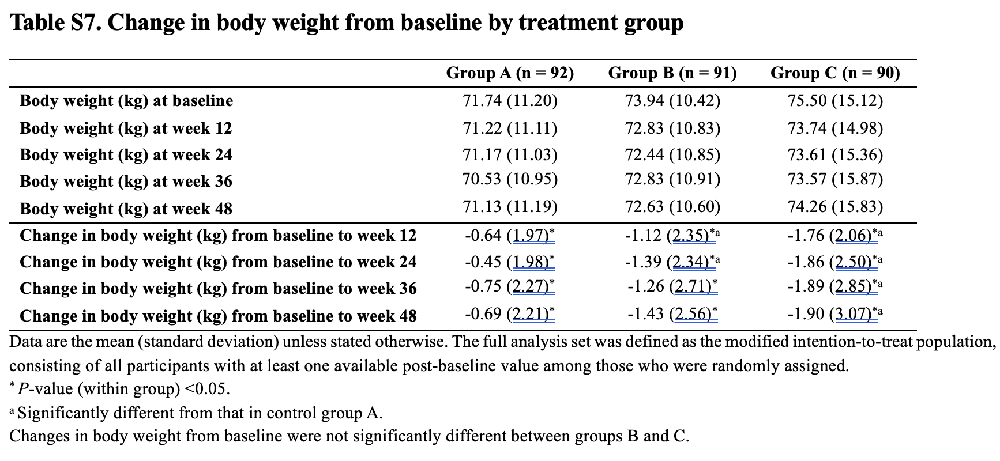 Table S7. Change in body weight from baseline by treatment group
Group A (n = 92) Group B (n = 91) Group C (n = 90)
Body weight (kg) at baseline 71.74 (11.20) 73.94 (10.42) 75.50 (15.12)
Body weight (kg) at week 12 71.22 (11.11) 72.83 (10.83) 73.74 (14.98)
Body weight (kg) at week 24 71.17 (11.03) 72.44 (10.85) 73.61 (15.36)
Body weight (kg) at week 36 70.53 (10.95) 72.83 (10.91) 73.57 (15.87)
Body weight (kg) at week 48 71.13 (11.19) 72.63 (10.60) 74.26 (15.83)
Change in body weight (kg) from baseline to week 12 -0.64 (1.97)* -1.12 (2.35)*a -1.76 (2.06)*a
Change in body weight (kg) from baseline to week 24 -0.45 (1.98)* -1.39 (2.34)*a -1.86 (2.50)*a
Change in body weight (kg) from baseline to week 36 -0.75 (2.27)* -1.26 (2.71)* -1.89 (2.85)*a
Change in body weight (kg) from baseline to week 48 -0.69 (2.21)* -1.43 (2.56)* -1.90 (3.07)*a
Data are the mean (standard deviation) unless stated otherwise. The full analysis set was defined as the modified intention-to-treat population,
consisting of all participants with at least one available post-baseline value among those who were randomly assigned.
* P-value (within group) <0.05.
a Significantly different from that in control group A.
Changes in body weight from baseline were not significantly different between groups B and C.